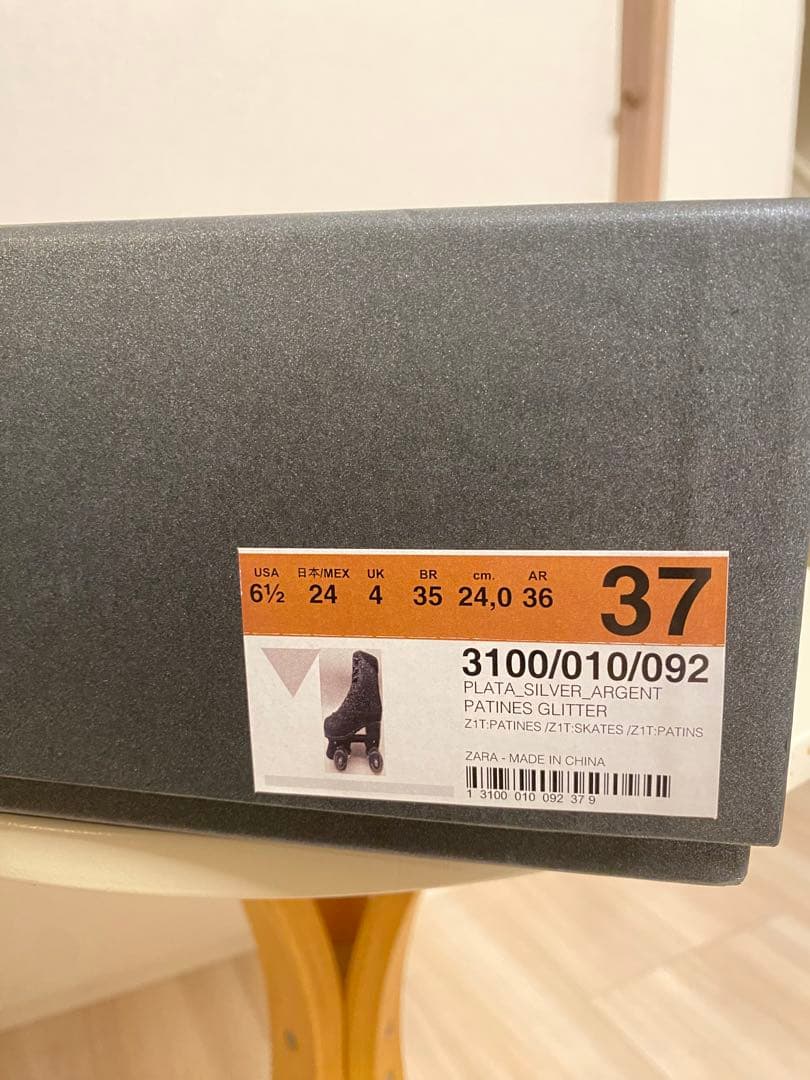 USA 日本/MEX UK BR cm. AR
6½ 24 4 35 24,0 36 37
3100/010/092
PLATA_SILVER_ARGENT
PATINES GLITTER
Z1T:PATINES /Z1T:SKATES /Z1T:PATINS
ZARA - MADE IN CHINA
1 3100 010 092 37 9